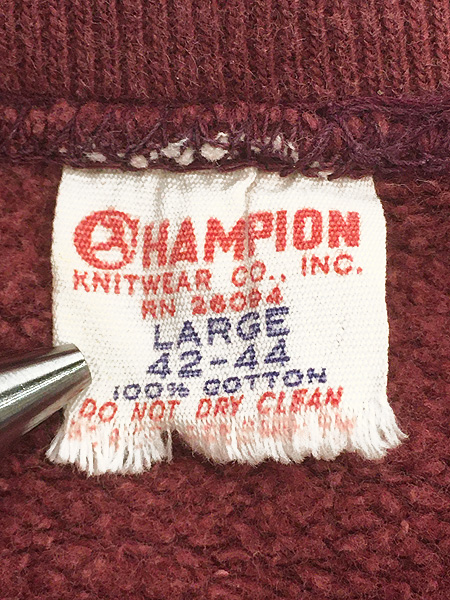 CHAMPION
KNITWEAR CO., INC.
RN 26094
LARGE
42-44
100% COTTON
DO NOT DRY CLEAN